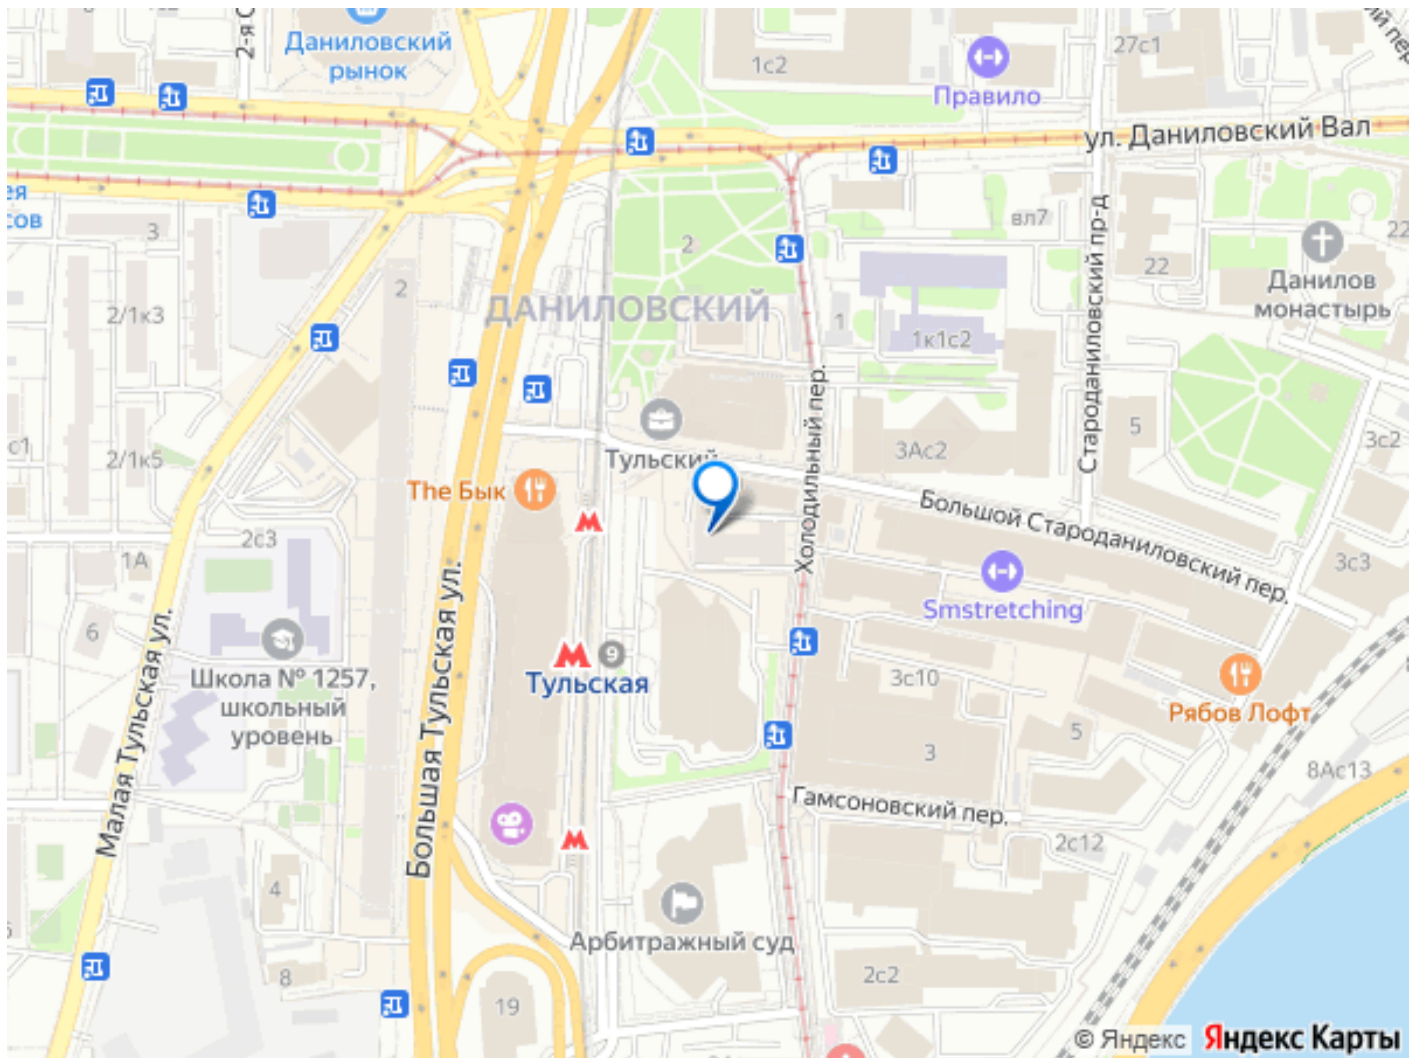 2-я С
Даниловский
рынок
1с2
27с1
Правило
ул. Даниловский Вал
ея
сов
3
2
вл7
22
22
Данилов
монастырь
Староданиловский пр-д
2/1к3
2
ДАНИЛОВСКИЙ
1
1к1с2
Холодильный пер.
5
3с2
с1
2/1к5
Тульский
3Ас2
The Бык
Большой Староданиловский пер.
1А
2с3
3с3
Smstretching
6
Малая Тульская ул.
Большая Тульская ул.
Школа № 1257,
школьный
уровень
9
Тульская
3с10
Рябов Лофт
5
3
8Ас13
Гамсоновский пер.
2с12
4
Арбитражный суд
2с2
8
19
© Яндекс Яндекс Карты